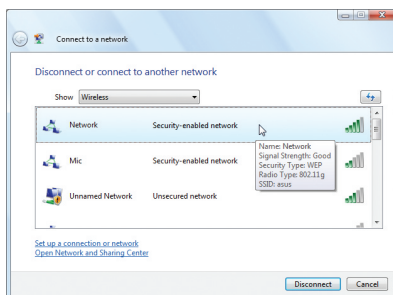 Connect to a network
Disconnect or connect to another network
Show Wireless
Network Security-enabled network
Name: Network
Signal Strength: Good
Security Type: WEP
Radio Type: 802.11g
SSID: asus
Mic Security-enabled network
Unnamed Network Unsecured network
Set up a connection or network
Open Network and Sharing Center
Disconnect Cancel